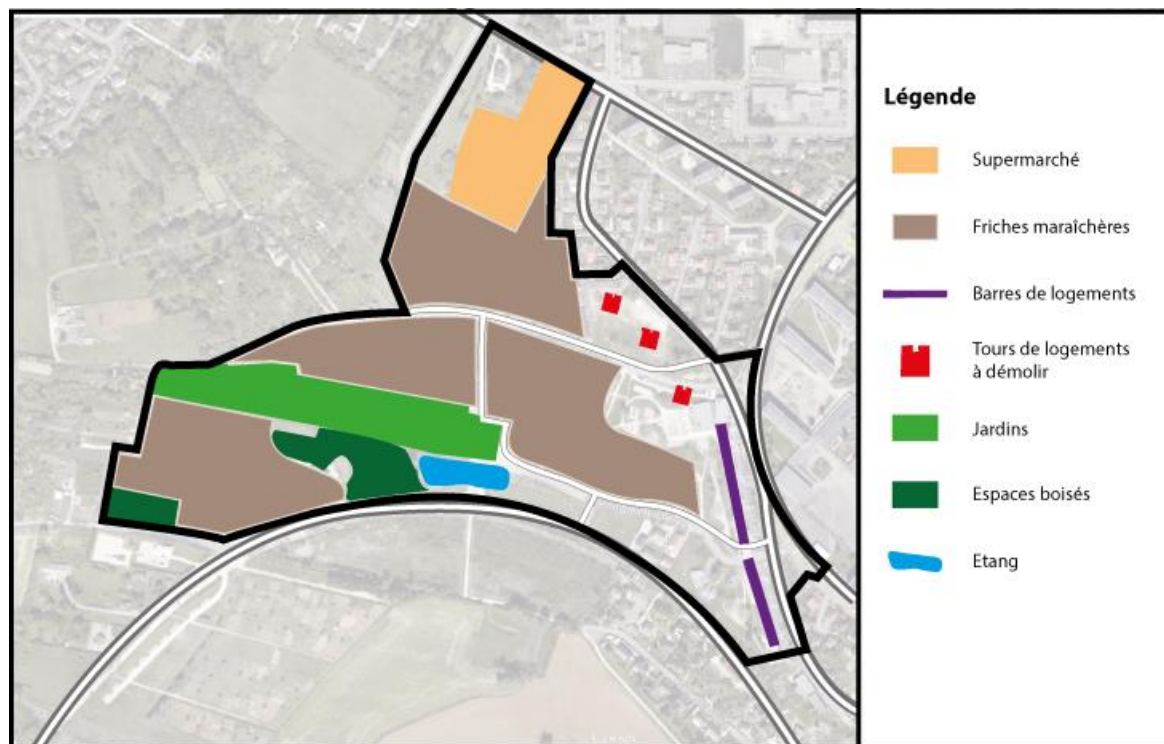 Légende
Supermarché
Friches maraîchères
Barres de logements
Tours de logements
à démolir
Jardins
Espaces boisés
Etang